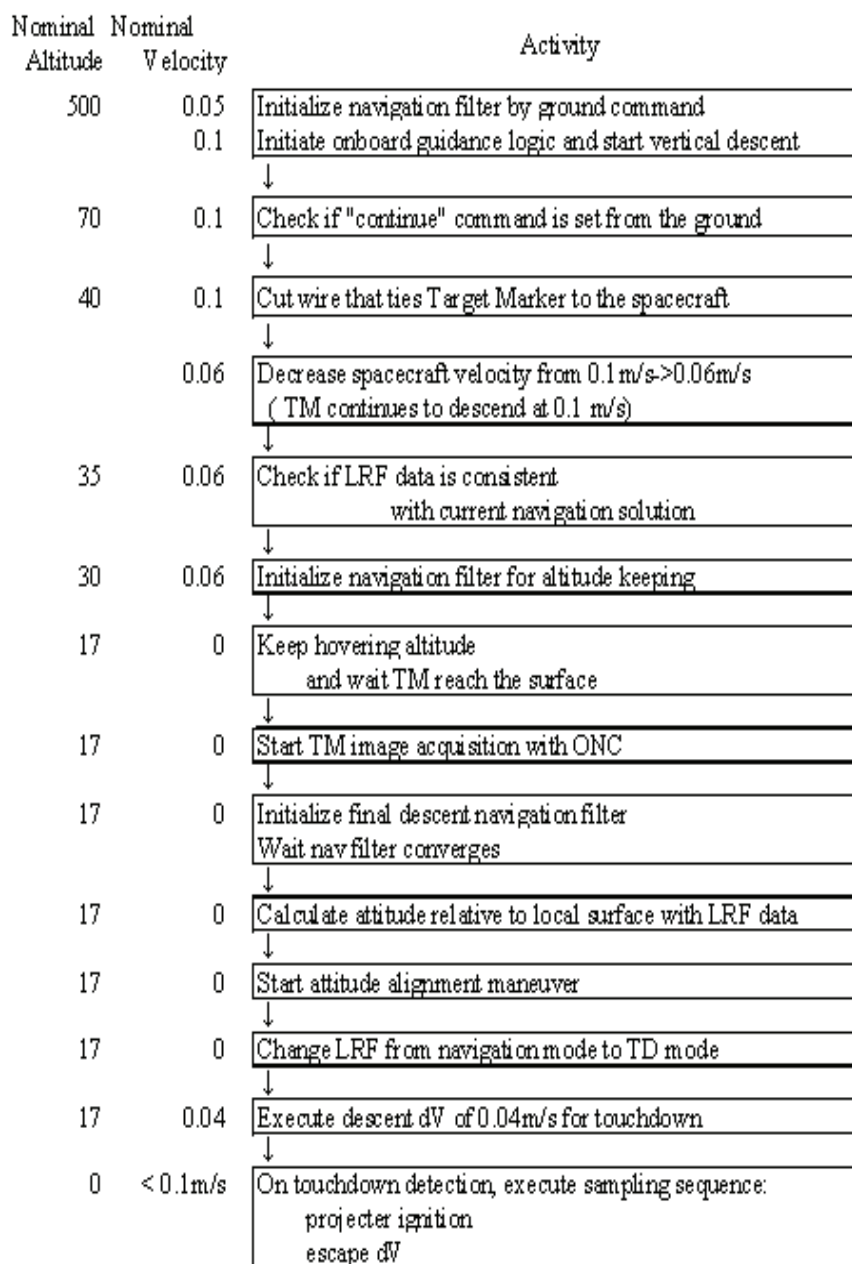 Nominal Nominal
Altitude Velocity Activity
500 0.05 Initialize navigation filter by ground command
0.1 Initiate onboard guidance logic and start vertical descent
↓
70 0.1 Check if "continue" command is set from the ground
↓
40 0.1 Cut wire that ties Target Marker to the spacecraft
↓
0.06 Decrease spacecraft velocity from 0.1m/s->0.06m/s
( TM continues to descend at 0.1 m/s)
↓
35 0.06 Check if LRF data is consistent
with current navigation solution
↓
30 0.06 Initialize navigation filter for altitude keeping
↓
17 0 Keep hovering altitude
and wait TM reach the surface
↓
17 0 Start TM image acquisition with ONC
↓
17 0 Initialize final descent navigation filter
Wait nav filter converges
↓
17 0 Calculate attitude relative to local surface with LRF data
↓
17 0 Start attitude alignment maneuver
↓
17 0 Change LRF from navigation mode to TD mode
↓
17 0.04 Execute descent dV of 0.04m/s for touchdown
↓
0 < 0.1m/s On touchdown detection, execute sampling sequence:
projecter ignition
escape dV